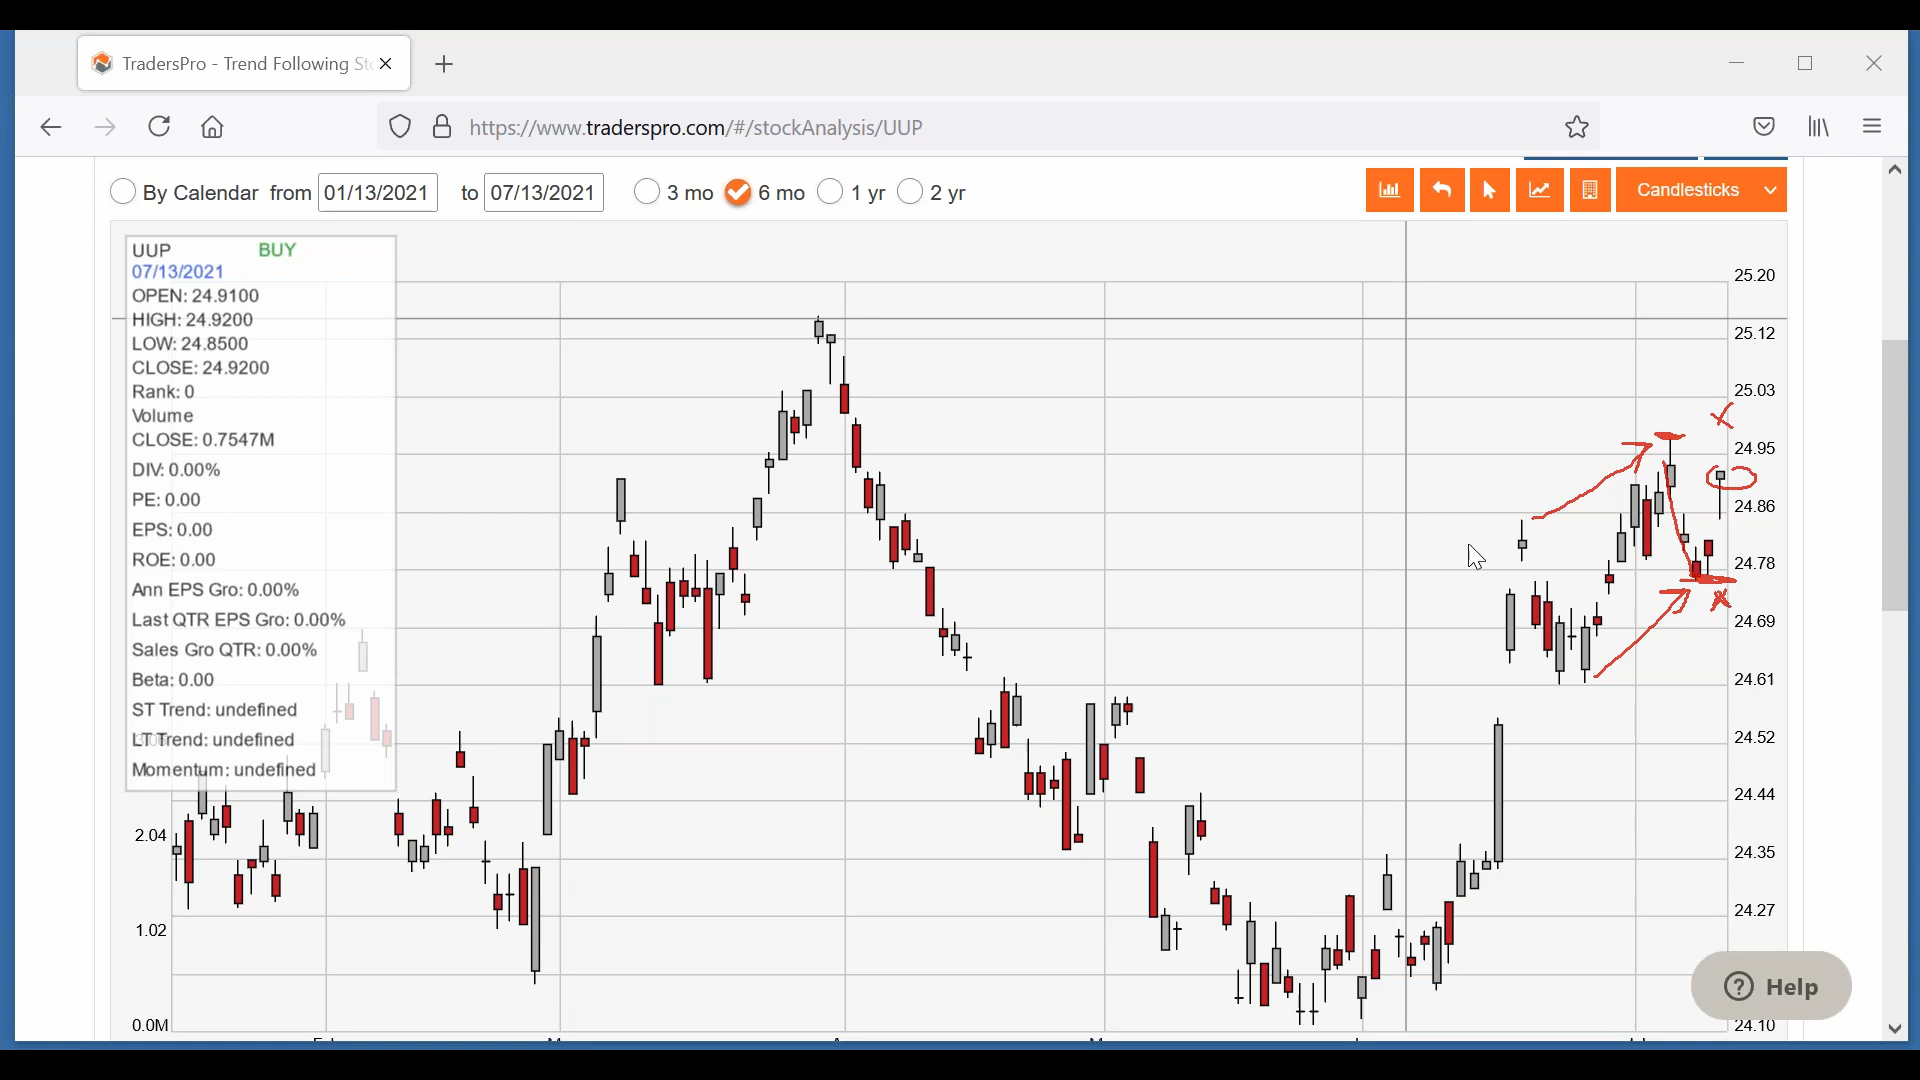 TradersPro - Trend Following Sto
https://www.traderspro.com/#/stockAnalysis/UUP
By Calendar from 01/13/2021 to 07/13/2021 3 mo 6 mo 1 yr 2 yr
Candlesticks
UUP BUY
07/13/2021
OPEN: 24.9100
HIGH: 24.9200
LOW: 24.8500
CLOSE: 24.9200
Rank: 0
Volume
CLOSE: 0.7547M
DIV: 0.00%
PE: 0.00
EPS: 0.00
ROE: 0.00
Ann EPS Gro: 0.00%
Last QTR EPS Gro: 0.00%
Sales Gro QTR: 0.00%
Beta: 0.00
ST Trend: undefined
LT Trend: undefined
Momentum: undefined
2.04
1.02
0.0M
25.20
25.12
25.03
24.95
24.86
24.78
24.69
24.61
24.52
24.44
24.35
24.27
24.10
Help